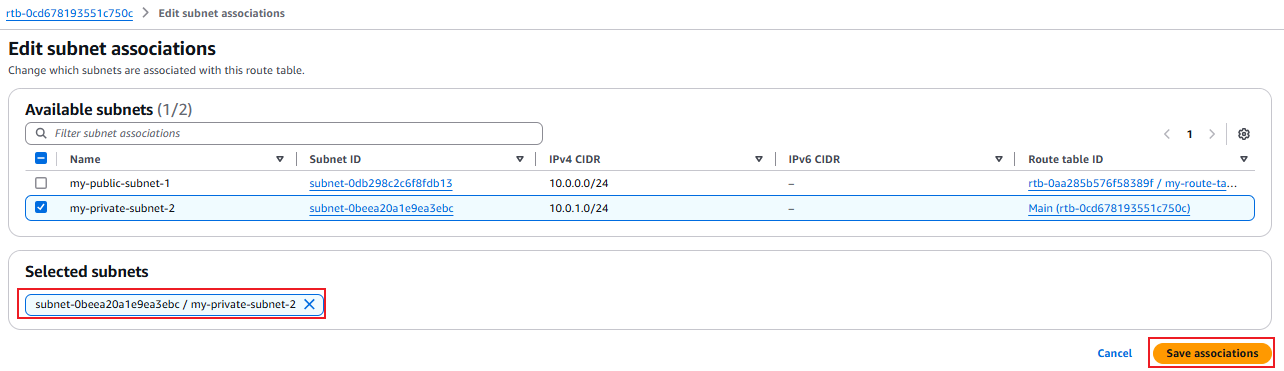 rtb-0cd678193551c750c > Edit subnet associations
Edit subnet associations
Change which subnets are associated with this route table.
Available subnets (1/2)
Filter subnet associations
1
Name Subnet ID IPv4 CIDR IPv6 CIDR Route table ID
my-public-subnet-1 subnet-0db298c2c6f8fdb13 10.0.0.0/24 – rtb-0aa285b576f58389f / my-route-ta...
my-private-subnet-2 subnet-0beea20a1e9ea3ebc 10.0.1.0/24 – Main (rtb-0cd678193551c750c)
Selected subnets
subnet-0beea20a1e9ea3ebc / my-private-subnet-2
Cancel Save associations